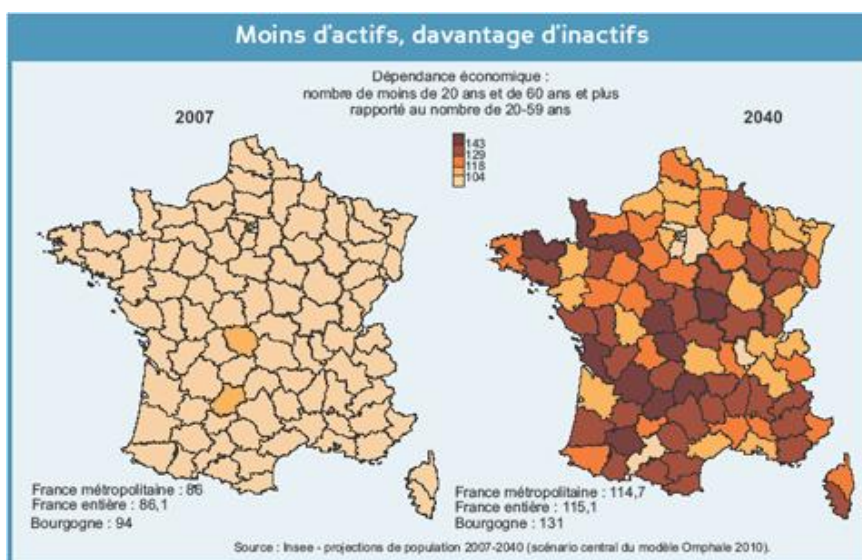 Moins d'actifs, davantage d'inactifs
Dépendance économique :
nombre de moins de 20 ans et de 60 ans et plus
rapporté au nombre de 20-59 ans
2007
2040
143
129
118
104
France métropolitaine : 86
France entière : 86,1
Bourgogne : 94
France métropolitaine : 114,7
France entière : 115,1
Bourgogne : 131
Source : Insee - projections de population 2007-2040 (scénario central du modèle Omphale 2010).